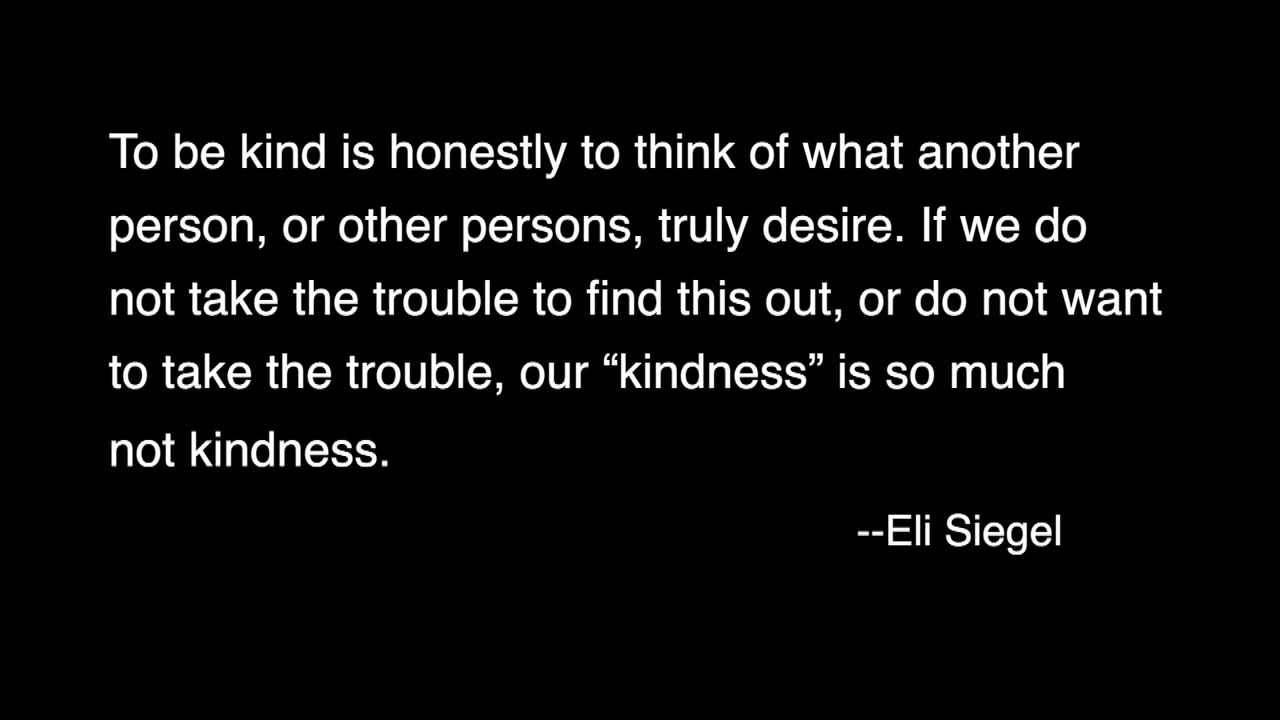 To be kind is honestly to think of what another
person, or other persons, truly desire. If we do
not take the trouble to find this out, or do not want
to take the trouble, our “kindness” is so much
not kindness.
--Eli Siegel